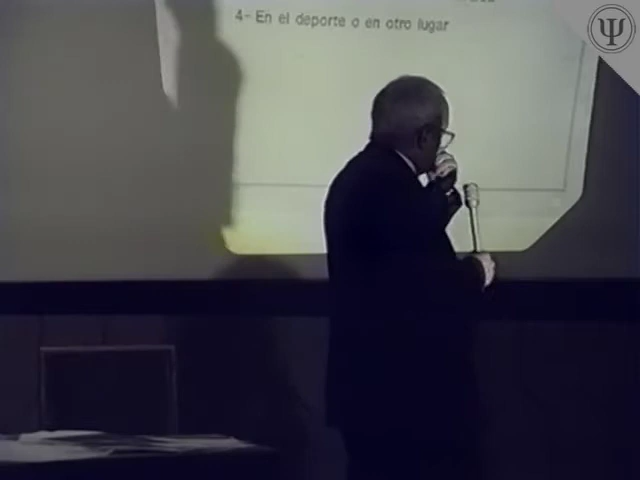 4- En el deporte o en otro lugar
Ψ